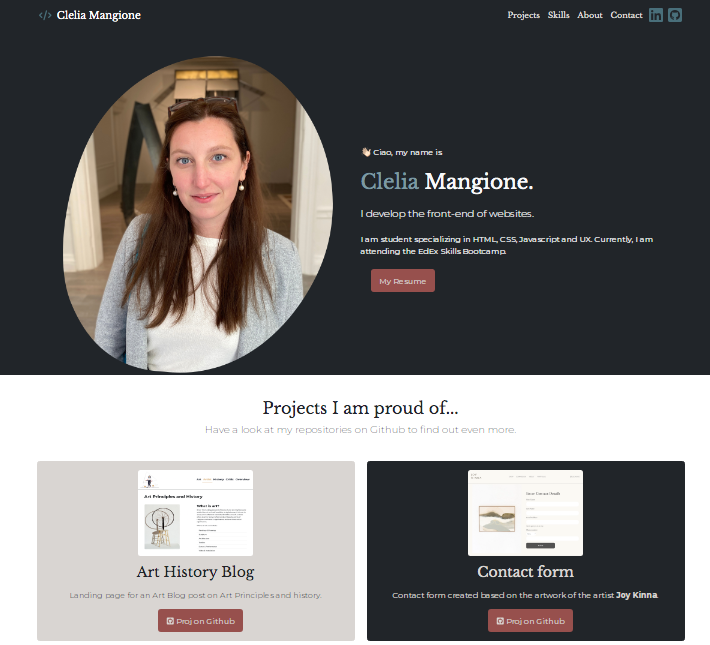 </> Clelia Mangione
Projects Skills About Contact in
👋🏻 Ciao, my name is
Clelia Mangione.
I develop the front-end of websites.
I am student specializing in HTML, CSS, Javascript and UX. Currently, I am
attending the EdEx Skills Bootcamp.
My Resume
Projects I am proud of...
Have a look at my repositories on Github to find out even more.
Art Principles and History
What is Art?
Art History Blog
Landing page for an Art Blog post on Art Principles and history.
Proj on Github
Contact form
Contact form created based on the artwork of the artist Joy Kinna.
Proj on Github